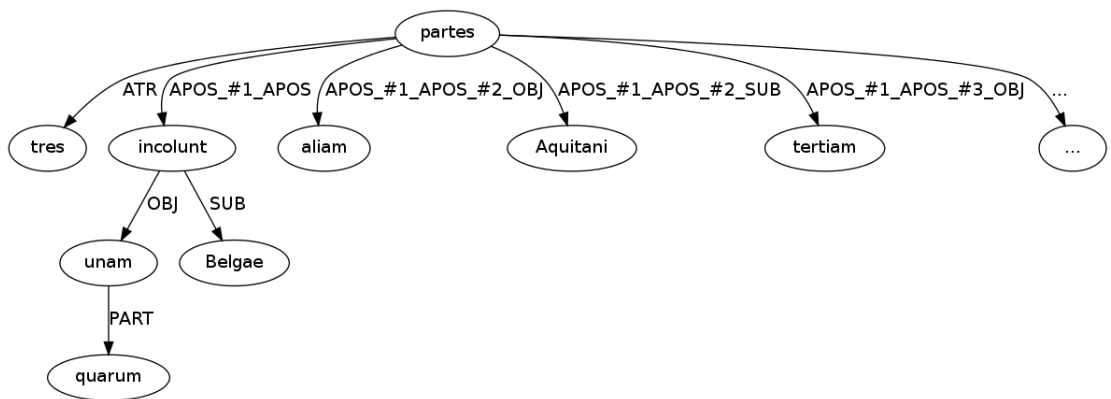 partes
ATR APOS_#1_APOS APOS_#1_APOS_#2_OBJ APOS_#1_APOS_#2_SUB APOS_#1_APOS_#3_OBJ ...
tres incolunt aliam Aquitani tertiam ...
OBJ SUB
unam Belgae
PART
quarum